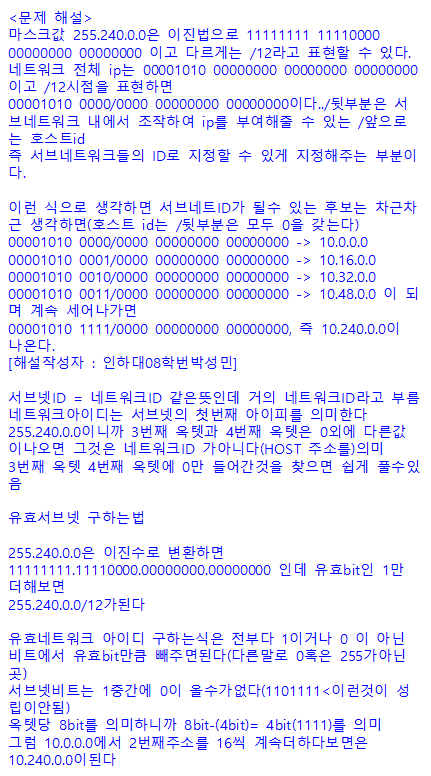 <문제 해설>
마스크값 255.240.0.0은 이진법으로 11111111 11110000
00000000 00000000 이고 다르게는 /12라고 표현할 수 있다.
네트워크 전체 ip는 00001010 00000000 00000000 00000000
이고 /12시점을 표현하면
00001010 0000/0000 00000000 00000000이다../뒷부분은 서
브네트워크 내에서 조작하여 ip를 부여해줄 수 있는 /앞으로
는 호스트id
즉 서브네트워크들의 ID로 지정할 수 있게 지정해주는 부분이
다.
이런 식으로 생각하면 서브네트ID가 될수 있는 후보는 차근차
근 생각하면(호스트 id는 /뒷부분은 모두 0을 갖는다)
00001010 0000/0000 00000000 00000000 -> 10.0.0.0
00001010 0001/0000 00000000 00000000 -> 10.16.0.0
00001010 0010/0000 00000000 00000000 -> 10.32.0.0
00001010 0011/0000 00000000 00000000 -> 10.48.0.0 이 되
며 계속 세어나가면
00001010 1111/0000 00000000 00000000, 즉 10.240.0.0이
나온다.
[해설작성자 : 인하대08학번박성민]
서브넷ID = 네트워크ID 같은뜻인데 거의 네트워크ID라고 부름
네트워크아이디는 서브넷의 첫번째 아이피를 의미한다
255.240.0.0이니까 3번째 옥텟과 4번째 옥텟은 0외에 다른값
이나오면 그것은 네트워크ID 가아니다(HOST 주소를)의미
3번째 옥텟 4번째 옥텟에 0만 들어간것을 찾으면 쉽게 풀수있
음
유효서브넷 구하는법
255.240.0.0은 이진수로 변환하면
11111111.11110000.00000000.00000000 인데 유효bit인 1만
더해보면
255.240.0.0/12가된다
유효네트워크 아이디 구하는식은 전부다 1이거나 0 이 아닌
비트에서 유효bit만큼 빼주면된다(다른말로 0혹은 255가아닌
곳)
서브넷비트는 1중간에 0이 올수가없다(1101111<이런것이 성
립이안됨)
옥텟당 8bit를 의미하니까 8bit-(4bit)= 4bit(1111)를 의미
그럼 10.0.0.0에서 2번째주소를 16씩 계속더하다보면은
10.240.0.0이된다